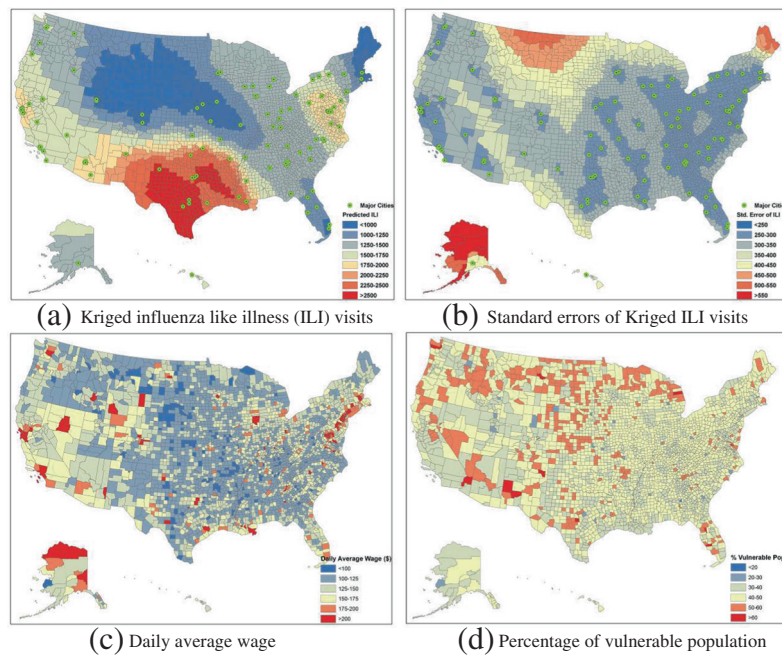 Major Cities
Predicted ILI
<1000
1000-1250
1250-1500
1500-1750
1750-2000
2000-2250
2250-2500
>2500
(a) Kriged influenza like illness (ILI) visits
Major Cities
Std. Error of ILI
<250
250-300
300-350
350-400
400-450
450-500
500-550
>550
(b) Standard errors of Kriged ILI visits
Daily Average Wage ($)
<100
100-125
125-150
150-175
175-200
>200
(c) Daily average wage
% Vulnerable Pop
<20
20-30
30-40
40-50
50-60
>60
(d) Percentage of vulnerable population